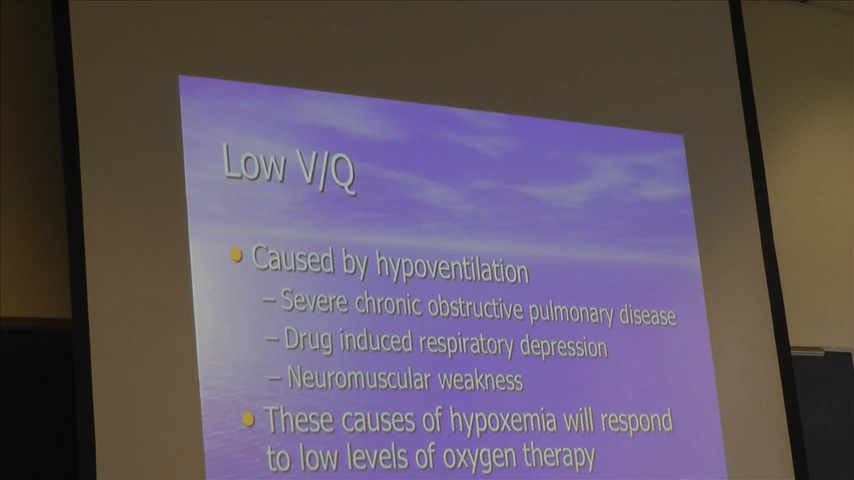 Low V/Q
• Caused by hypoventilation
– Severe chronic obstructive pulmonary disease
– Drug induced respiratory depression
– Neuromuscular weakness
• These causes of hypoxemia will respond
to low levels of oxygen therapy